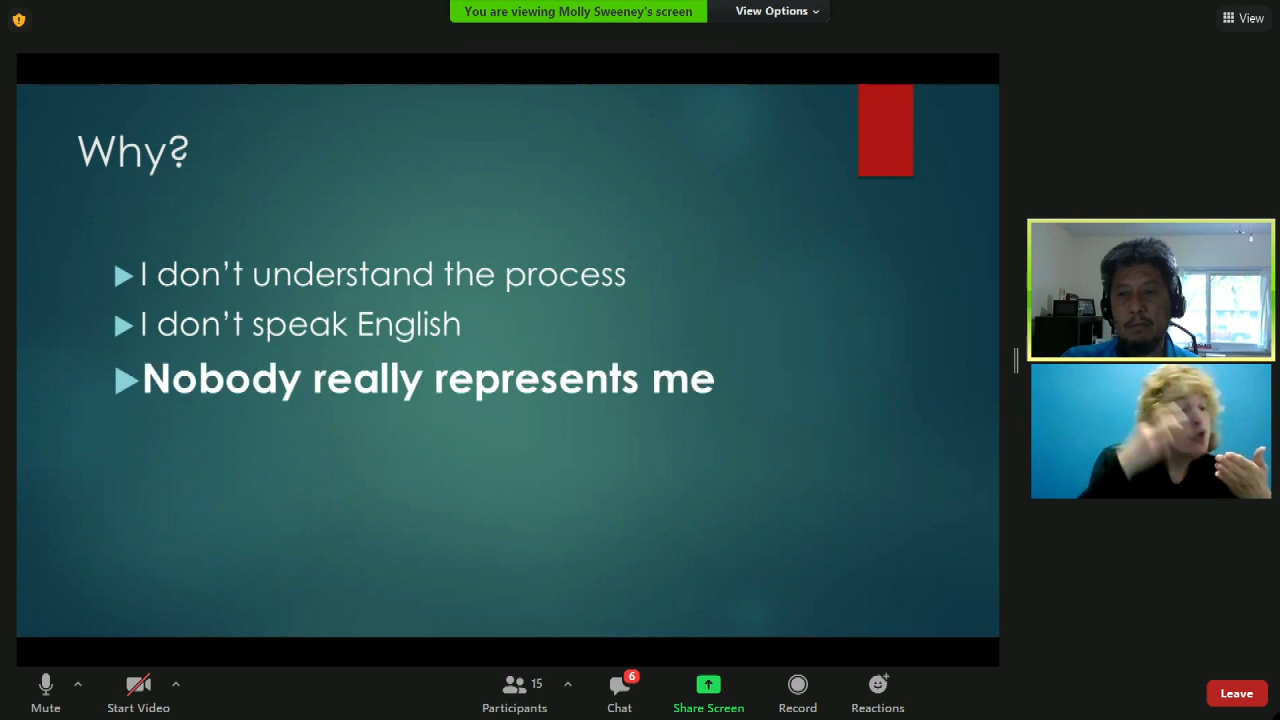 You are viewing Molly Sweeney's screen
View Options
View
Why?
I don't understand the process
I don't speak English
Nobody really represents me
Mute
Start Video
15
Participants
6
Chat
Share Screen
Record
Reactions
Leave